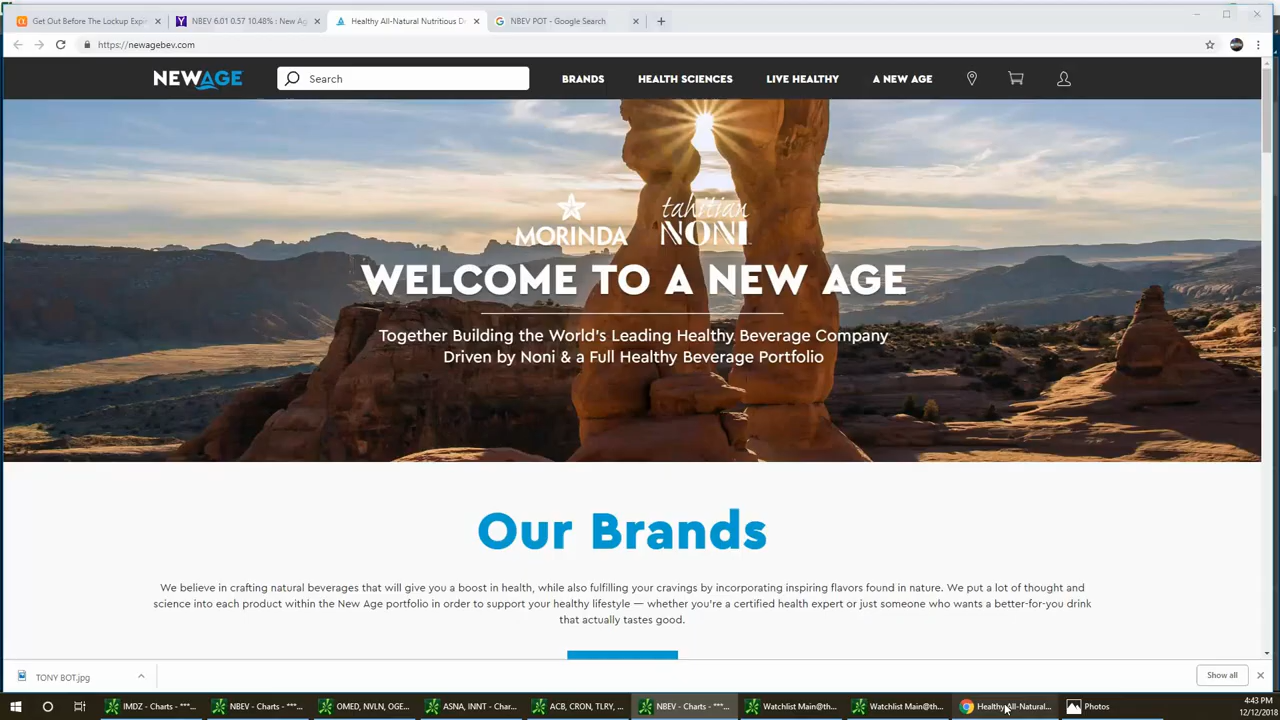 Get Out Before The Lockup Expi
NBEV 6.01 0.57 10.48% : New Ag
Healthy All-Natural Nutritious D
NBEV POT - Google Search
https://newagebev.com
NEWAGE
Search
BRANDS
HEALTH SCIENCES
LIVE HEALTHY
A NEW AGE
MORINDA
tahitian
NONI
WELCOME TO A NEW AGE
Together Building the World's Leading Healthy Beverage Company
Driven by Noni & a Full Healthy Beverage Portfolio
Our Brands
We believe in crafting natural beverages that will give you a boost in health, while also fulfilling your cravings by incorporating inspiring flavors found in nature. We put a lot of thought and
science into each product within the New Age portfolio in order to support your healthy lifestyle — whether you're a certified health expert or just someone who wants a better-for-you drink
that actually tastes good.
TONY BOT.jpg
Show all
IMDZ - Charts - ***...
NBEV - Charts - ***...
OMED, NVLN, OGE...
ASNA, INNT - Char...
ACB, CRON, TLRY, ...
NBEV - Charts - ***...
Watchlist Main@th...
Watchlist Main@th...
Healthy All-Natural...
Photos
4:43 PM
12/12/2018